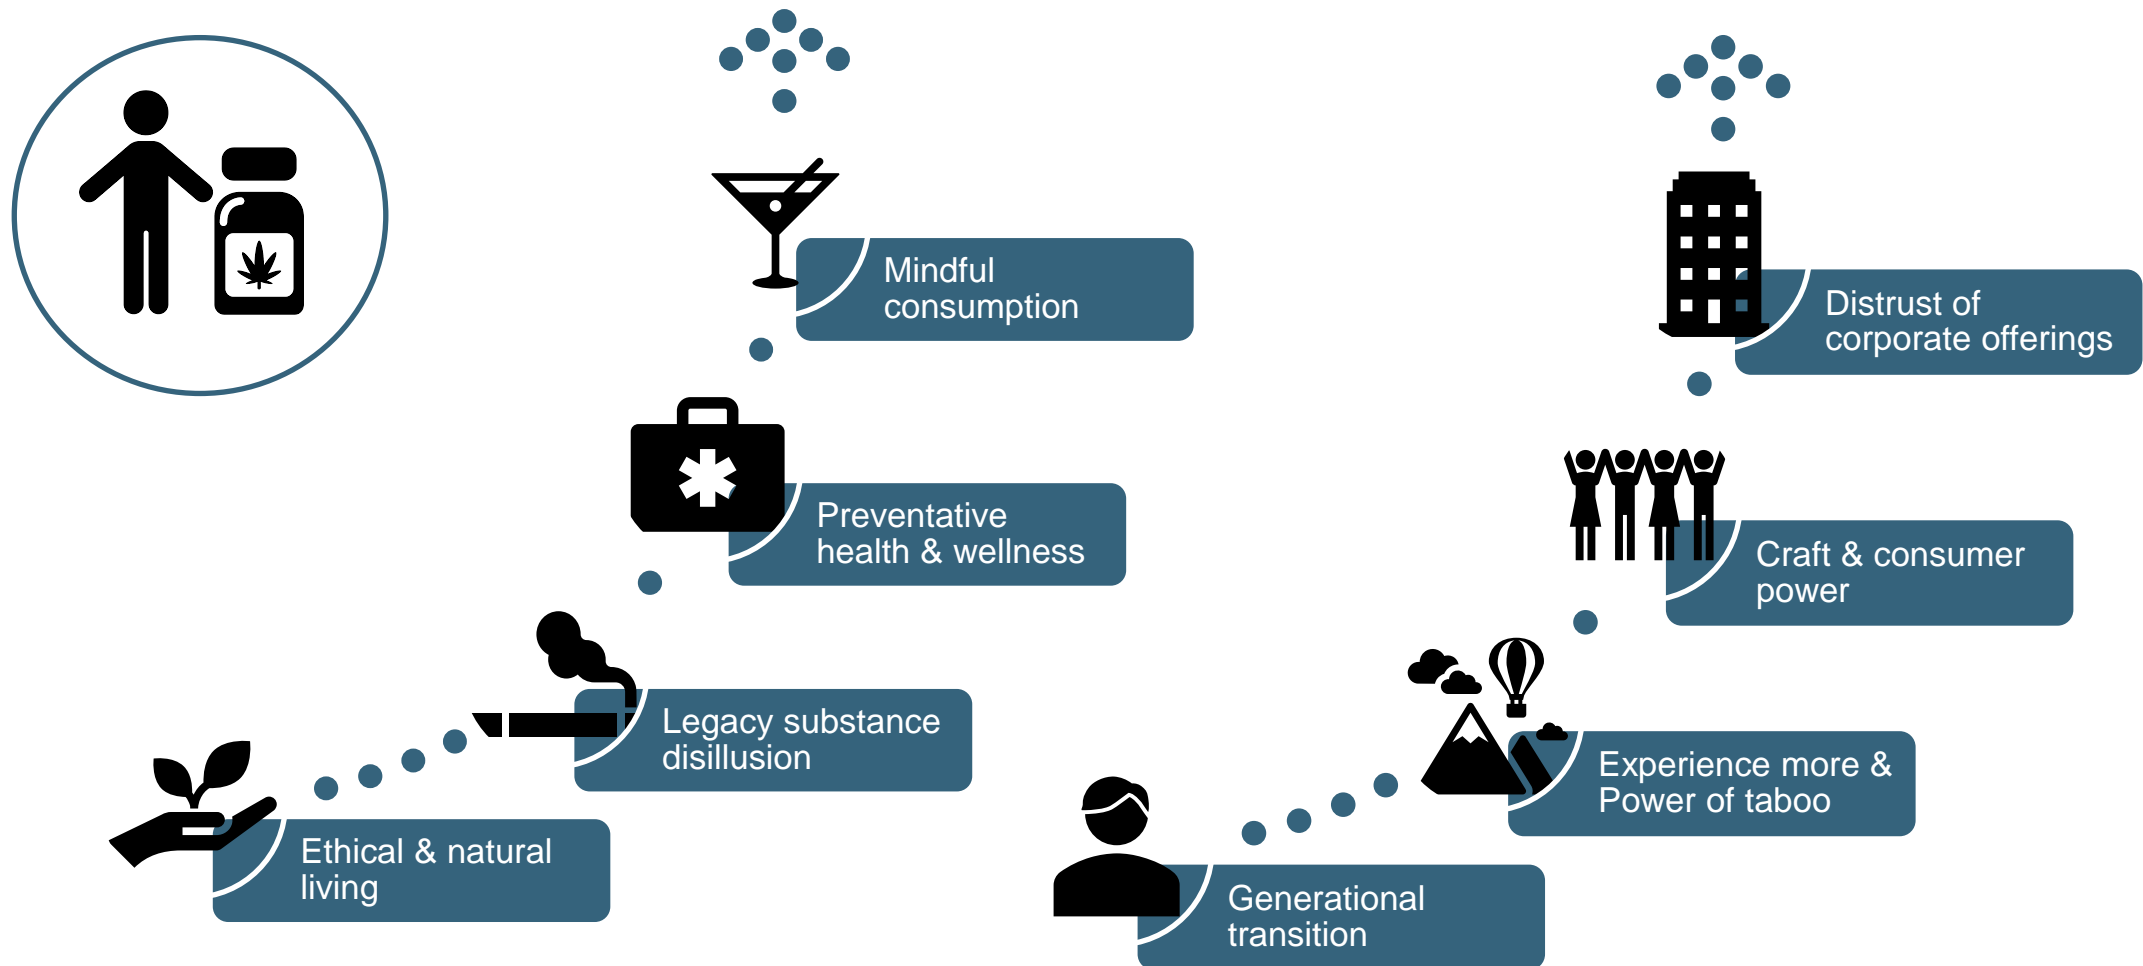 Mindful
consumption
Preventative
health & wellness
Legacy substance
disillusion
Ethical & natural
living
Distrust of
corporate offerings
Craft & consumer
power
Experience more &
Power of taboo
Generational
transition